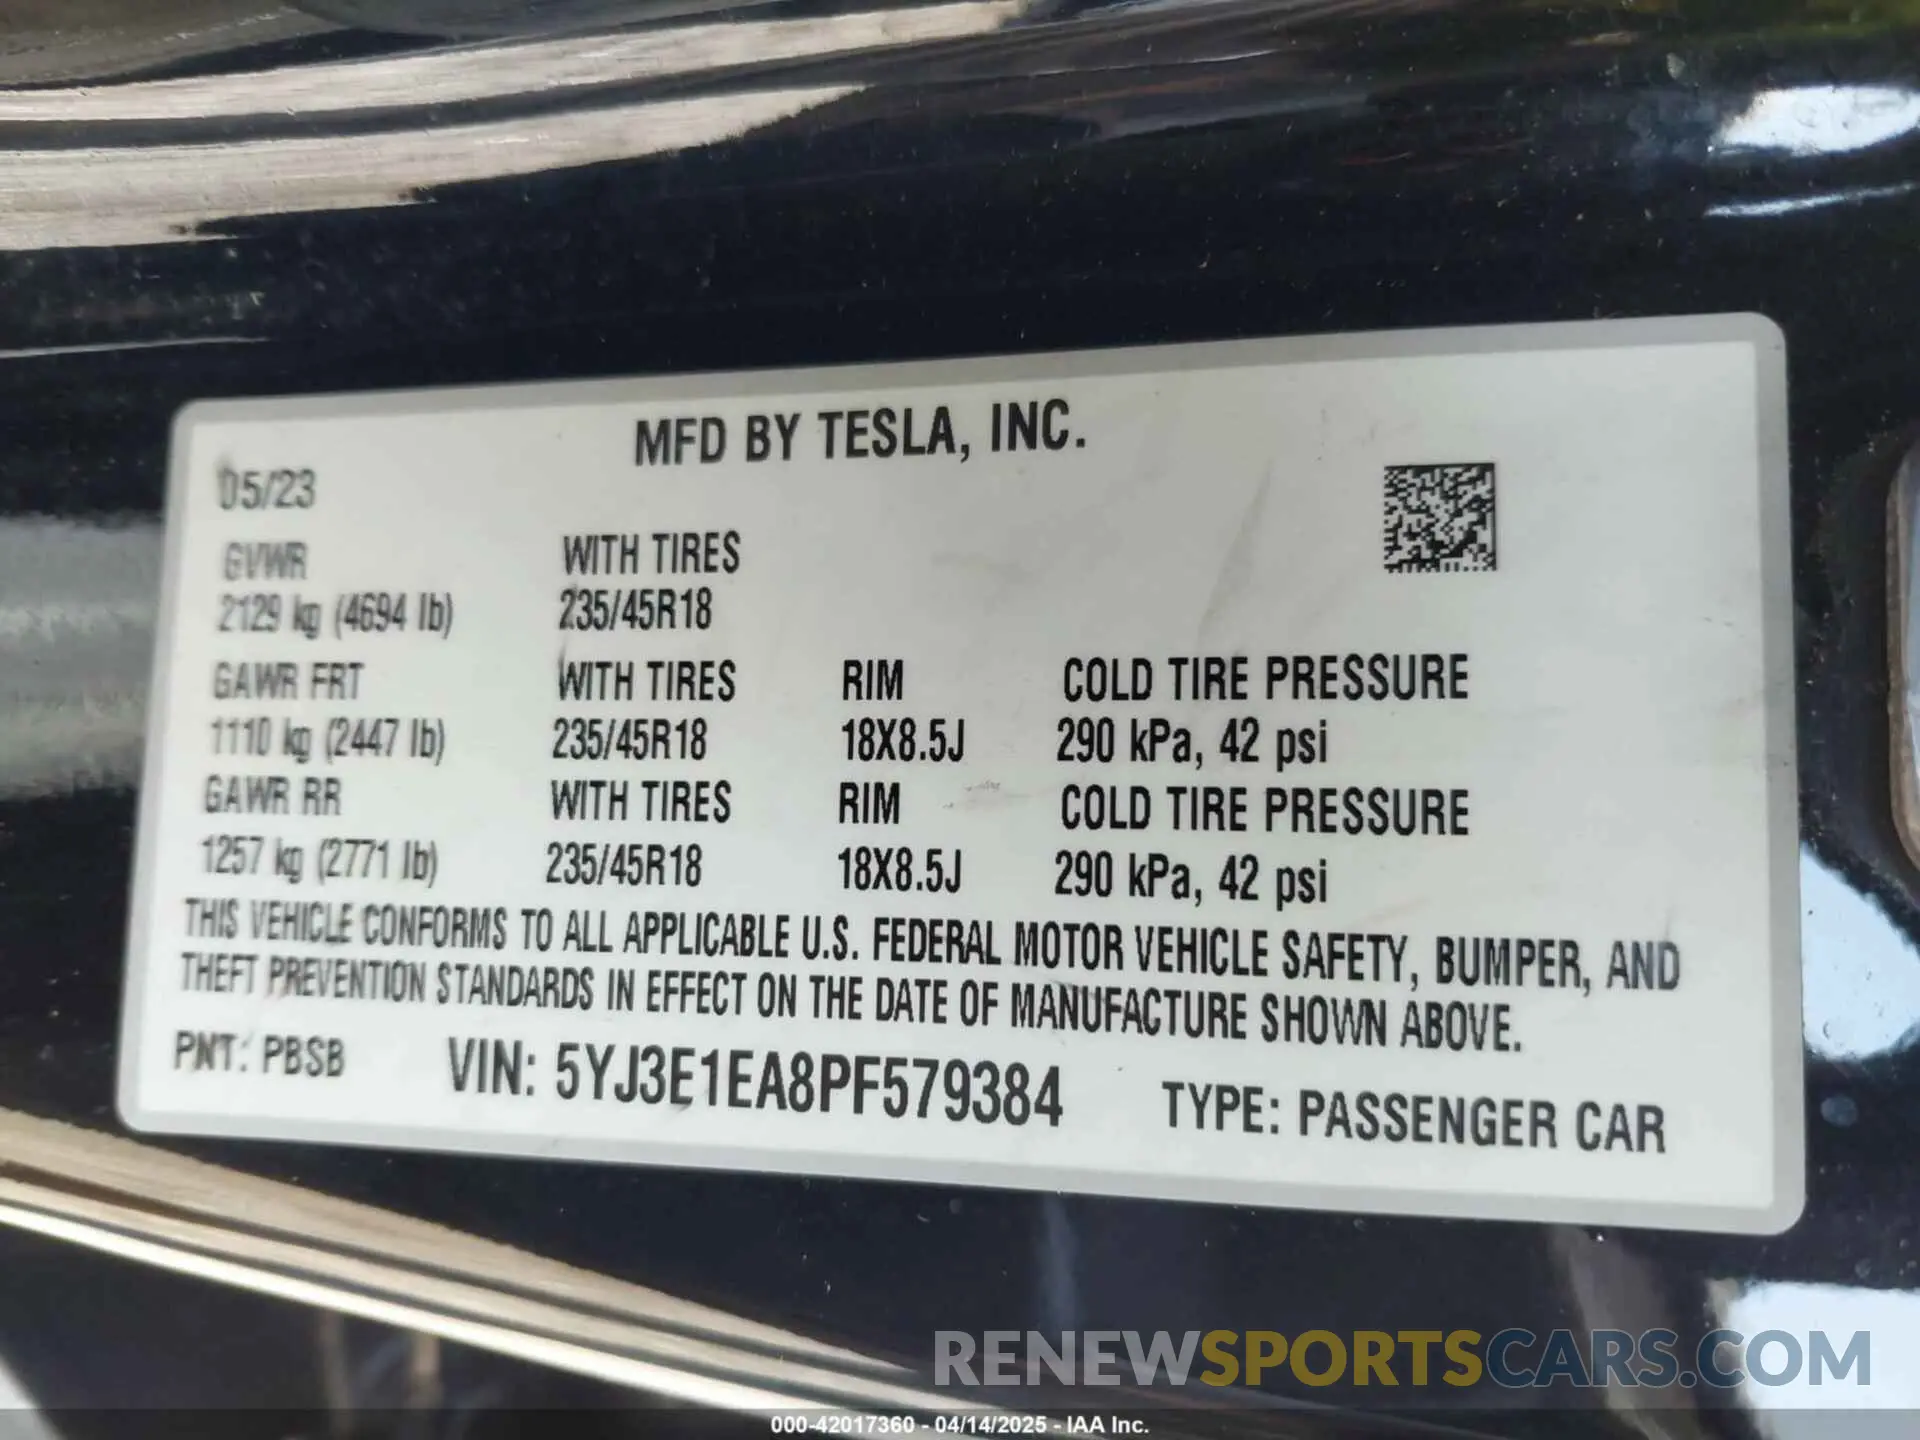 MFD BY TESLA, INC.
05/23
GVWR WITH TIRES
2129 kg (4694 lb) 235/45R18
GAWR FRT WITH TIRES RIM COLD TIRE PRESSURE
1110 kg (2447 lb) 235/45R18 18X8.5J 290 kPa, 42 psi
GAWR RR WITH TIRES RIM COLD TIRE PRESSURE
1257 kg (2771 lb) 235/45R18 18X8.5J 290 kPa, 42 psi
THIS VEHICLE CONFORMS TO ALL APPLICABLE U.S. FEDERAL MOTOR VEHICLE SAFETY, BUMPER, AND
THEFT PREVENTION STANDARDS IN EFFECT ON THE DATE OF MANUFACTURE SHOWN ABOVE.
PNT: PBSB VIN: 5YJ3E1EA8PF579384 TYPE: PASSENGER CAR
RENEWSPORTSCARS.COM
000-42017360 - 04/14/2025 - IAA Inc.